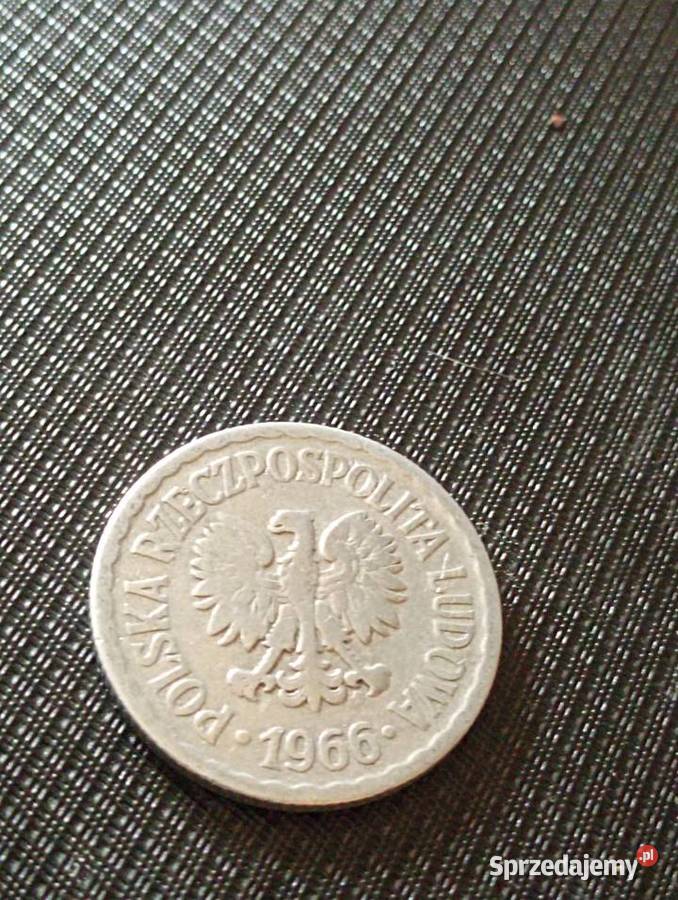 POLSKA RZECZPOSPOLITA LUDOWA
· 1966 ·
Sprzedajemy.pl